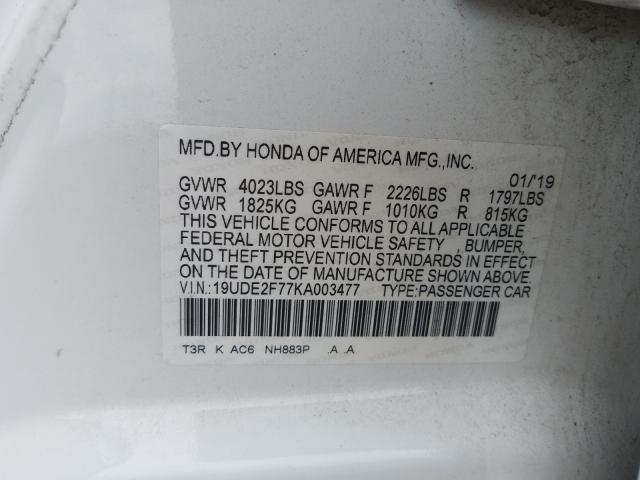 MFD.BY HONDA OF AMERICA MFG.,INC.
01/'19
GVWR 4023LBS GAWR F 2226LBS R 1797LBS
GVWR 1825KG GAWR F 1010KG R 815KG
THIS VEHICLE CONFORMS TO ALL APPLICABLE
FEDERAL MOTOR VEHICLE SAFETY , BUMPER,
AND THEFT PREVENTION STANDARDS IN EFFECT
ON THE DATE OF MANUFACTURE SHOWN ABOVE.
V.I.N.:19UDE2F77KA003477 TYPE:PASSENGER CAR
T3R K AC6 NH883P .A .A